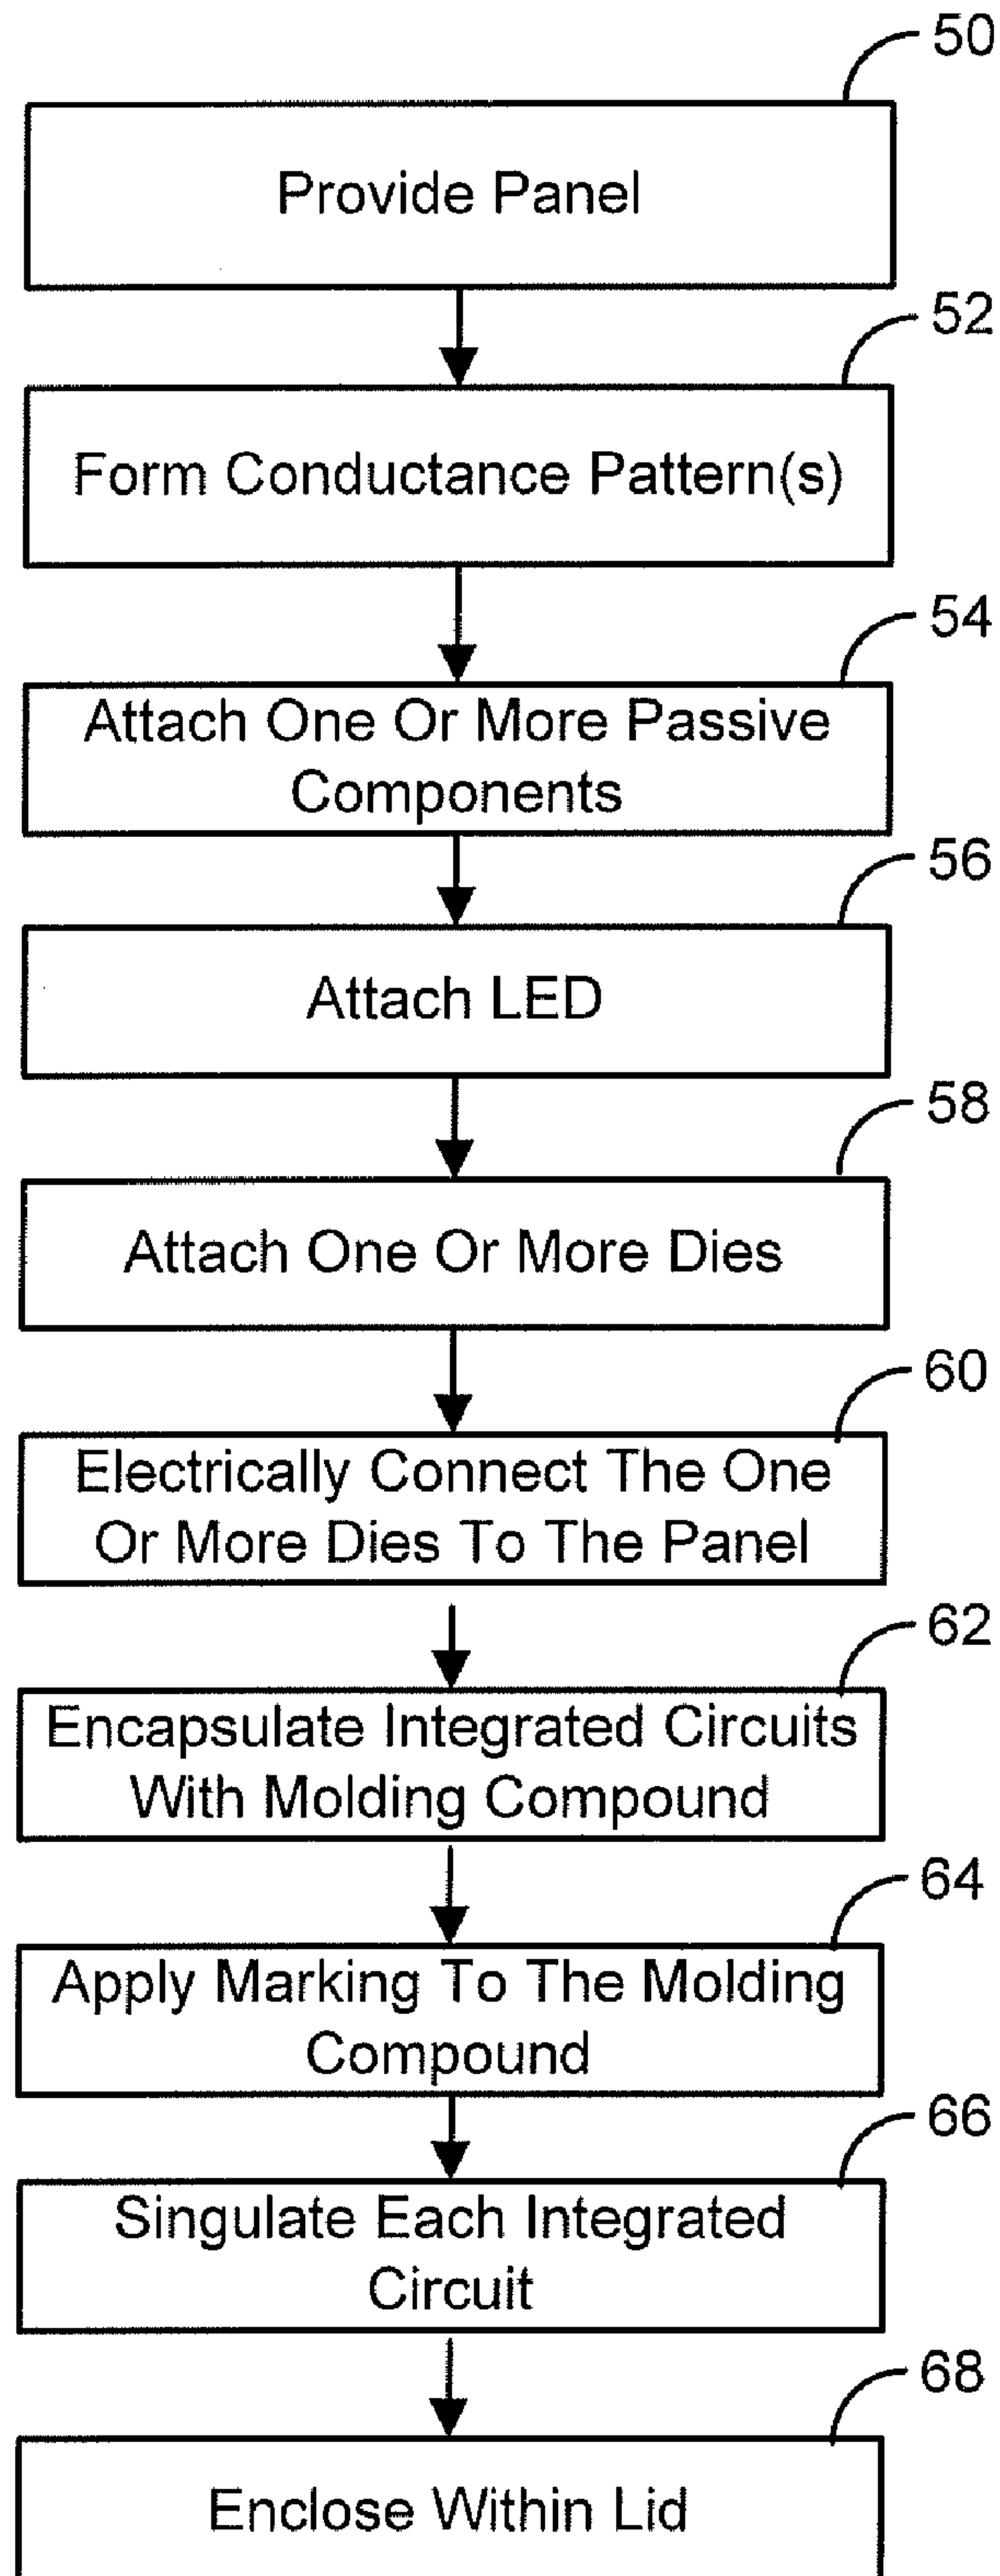 50
Provide Panel
52
Form Conductance Pattern(s)
54
Attach One Or More Passive
Components
56
Attach LED
58
Attach One Or More Dies
60
Electrically Connect The One
Or More Dies To The Panel
62
Encapsulate Integrated Circuits
With Molding Compound
64
Apply Marking To The Molding
Compound
66
Singulate Each Integrated
Circuit
68
Enclose Within Lid